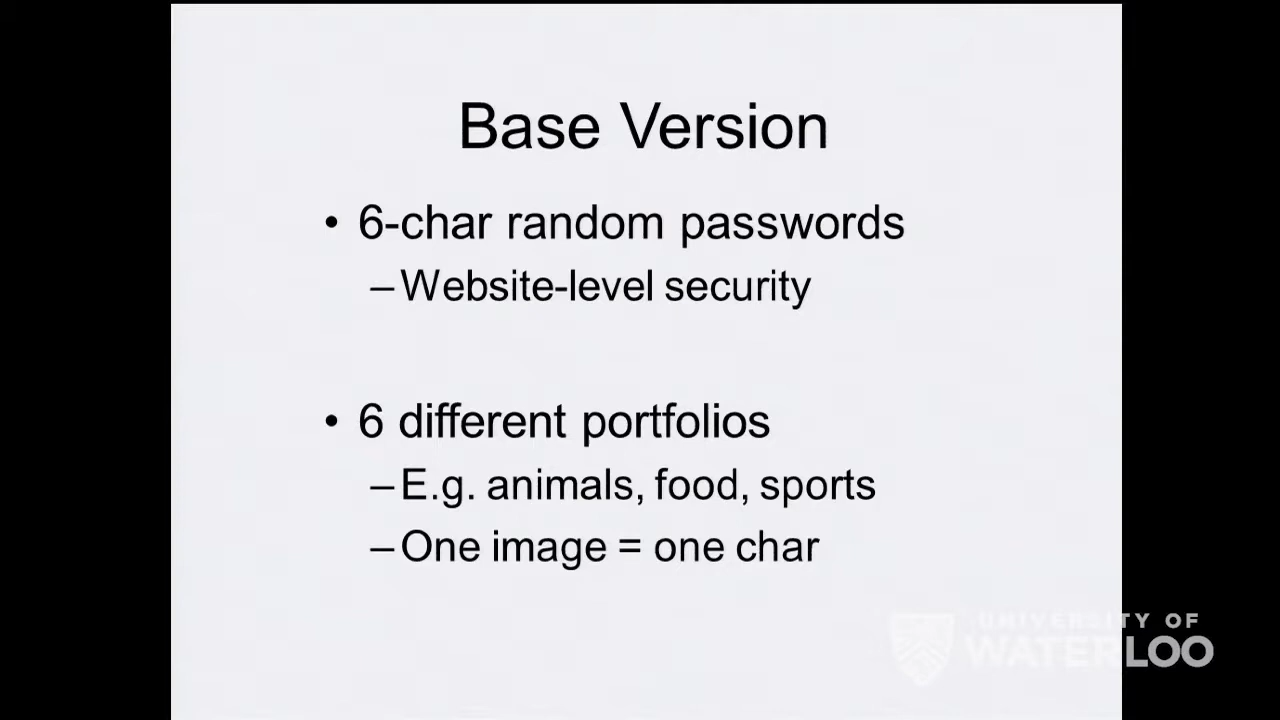 Base Version
• 6-char random passwords
–Website-level security
• 6 different portfolios
–E.g. animals, food, sports
–One image = one char
UNIVERSITY OF
WATERLOO